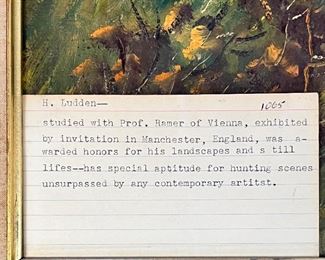 H. Ludden—                    1065
studied with Prof. Ramer of Vienna, exhibited
by invitation in Manchester, England, was a-
warded honors for his landscapes and s till
lifes--has special aptitude for hunting scenes
unsurpassed by any contemporary artitst.